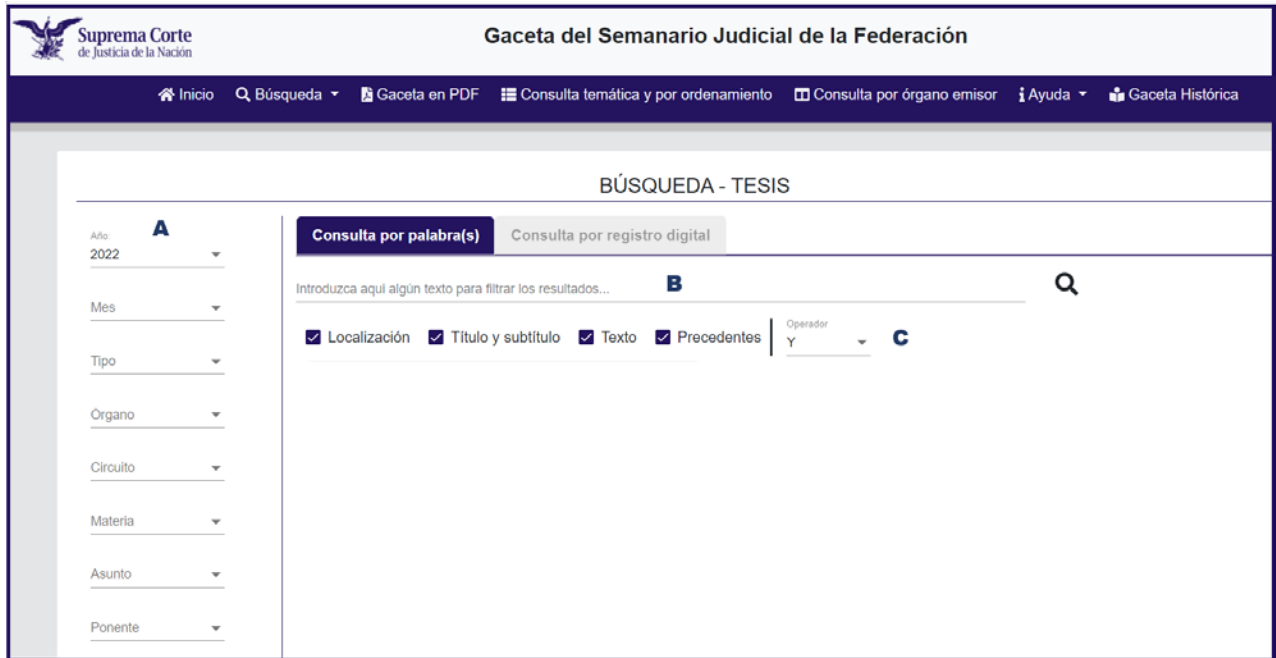 Suprema Corte
de Justicia de la Nación
Gaceta del Semanario Judicial de la Federación
Inicio Búsqueda Gaceta en PDF Consulta temática y por ordenamiento Consulta por órgano emisor Ayuda Gaceta Histórica
BÚSQUEDA - TESIS
Año:
2022
A
Mes
Tipo
Órgano
Circuito
Materia
Asunto
Ponente
Consulta por palabra(s) Consulta por registro digital
Introduzca aquí algún texto para filtrar los resultados... B
Localización Título y subtítulo Texto Precedentes
Operador
Y
C